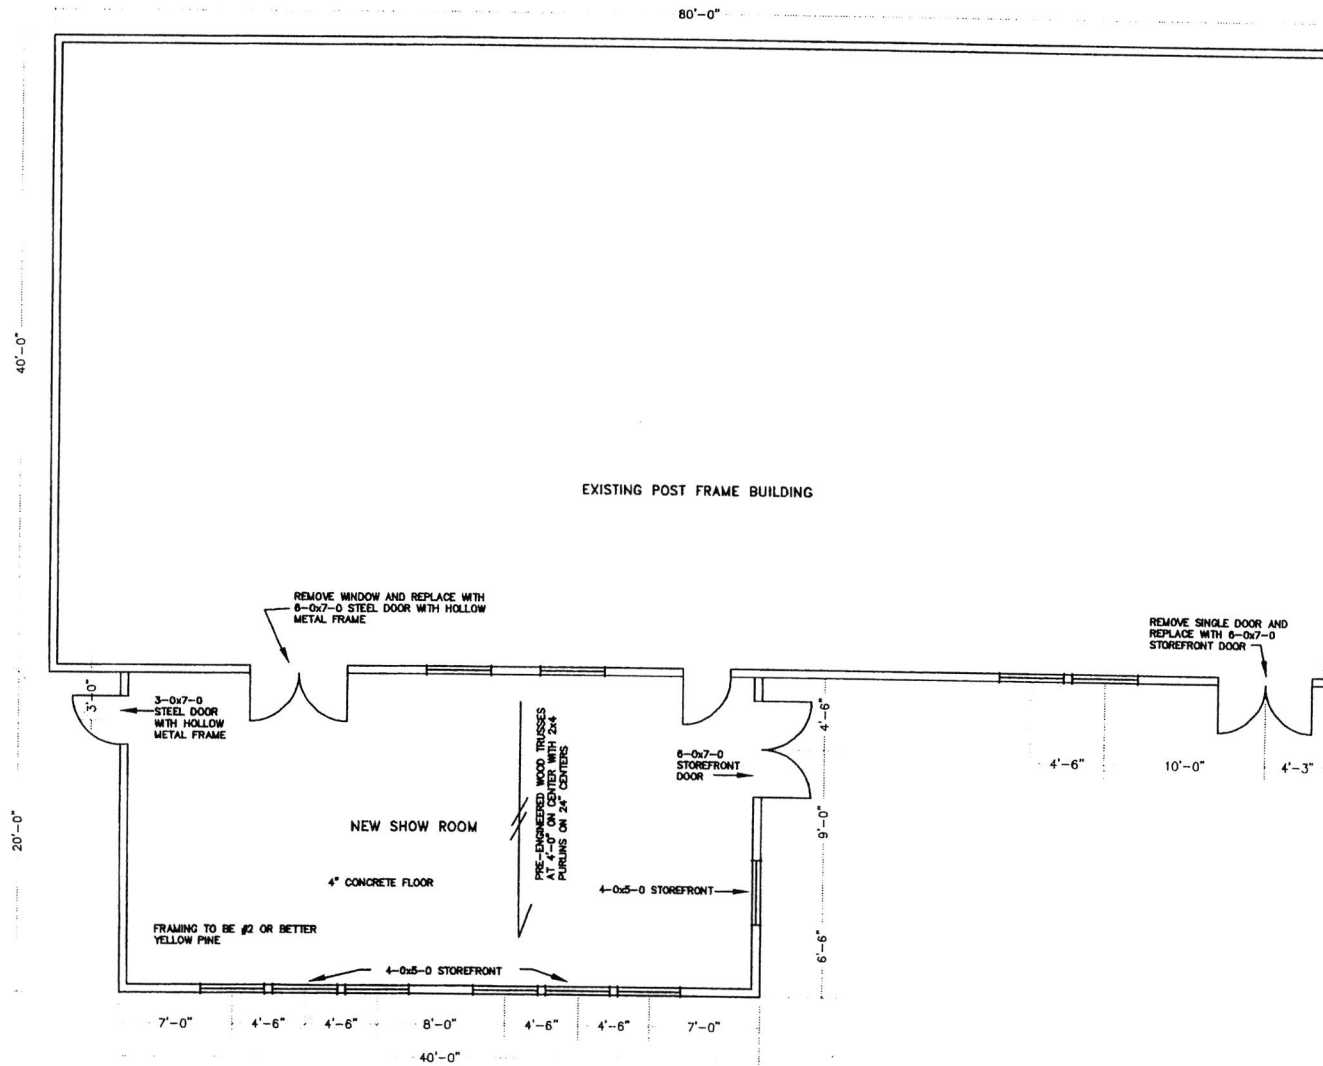 80'-0"
40'-0"
EXISTING POST FRAME BUILDING
REMOVE WINDOW AND REPLACE WITH
6-0x7-0 STEEL DOOR WITH HOLLOW
METAL FRAME
REMOVE SINGLE DOOR AND
REPLACE WITH 6-0x7-0
STOREFRONT DOOR
3'-0"
3-0x7-0
STEEL DOOR
WITH HOLLOW
METAL FRAME
PRE-ENGINEERED WOOD TRUSSES
AT 4'-0" ON CENTER WITH 2x4
PURLINS ON 24" CENTERS
6-0x7-0
STOREFRONT
DOOR
4'-6"
4'-6"
10'-0"
4'-3"
20'-0"
NEW SHOW ROOM
9'-0"
4" CONCRETE FLOOR
4-0x5-0 STOREFRONT
FRAMING TO BE #2 OR BETTER
YELLOW PINE
6'-6"
4-0x5-0 STOREFRONT
7'-0"
4'-6"
4'-6"
8'-0"
4'-6"
4'-6"
7'-0"
40'-0"